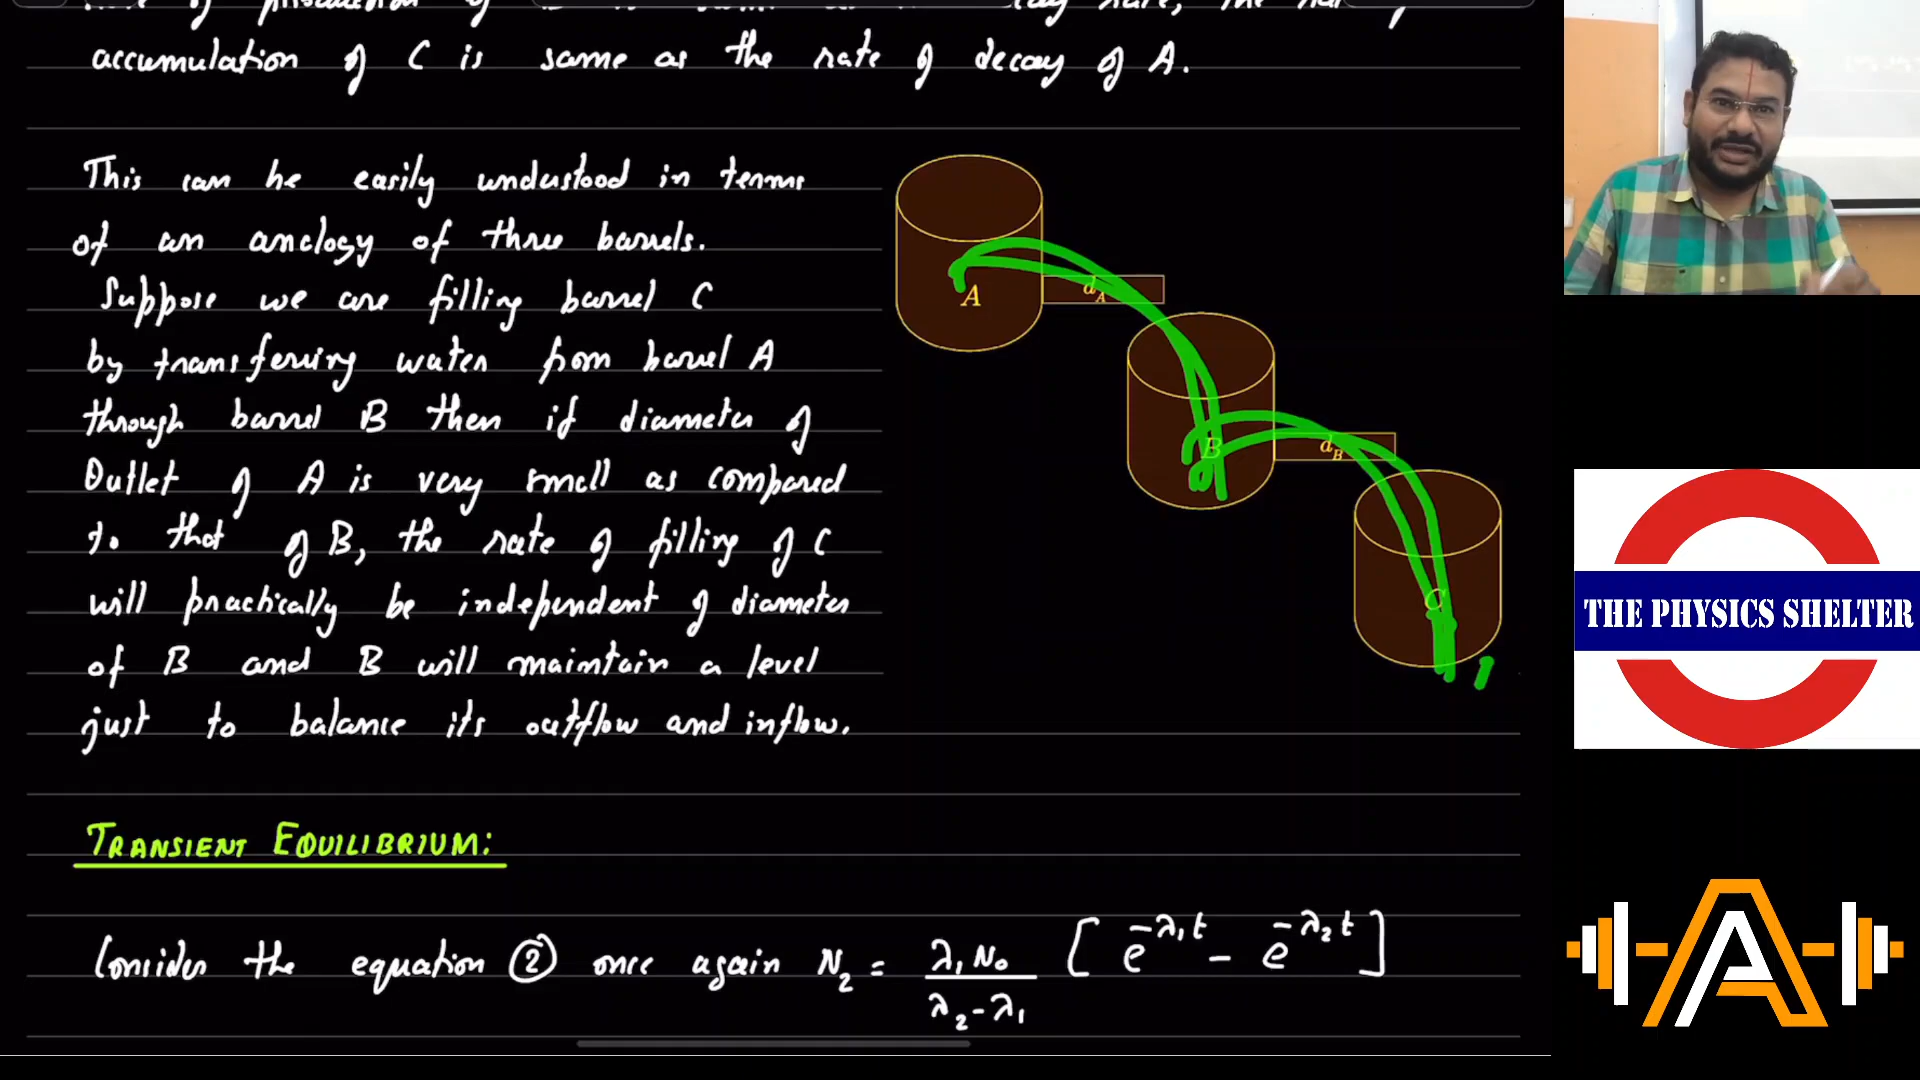 accumulation of C is same as the rate of decay of A.
This can be easily understood in terms
of an analogy of three barrels.
Suppose we are filling barrel C
by transferring water from barrel A
through barrel B then if diameter of
Outlet of A is very small as compared
to that of B, the rate of filling of C
will practically be independent of diameter
of B and B will maintain a level
just to balance its outflow and inflow.
A
d_A
B
d_B
C
TRANSIENT EQUILIBRIUM:
Consider the equation ② once again N₂ = λ₁N₀/(λ₂-λ₁) [e^{-λ₁t} - e^{-λ₂t}]
THE PHYSICS SHELTER